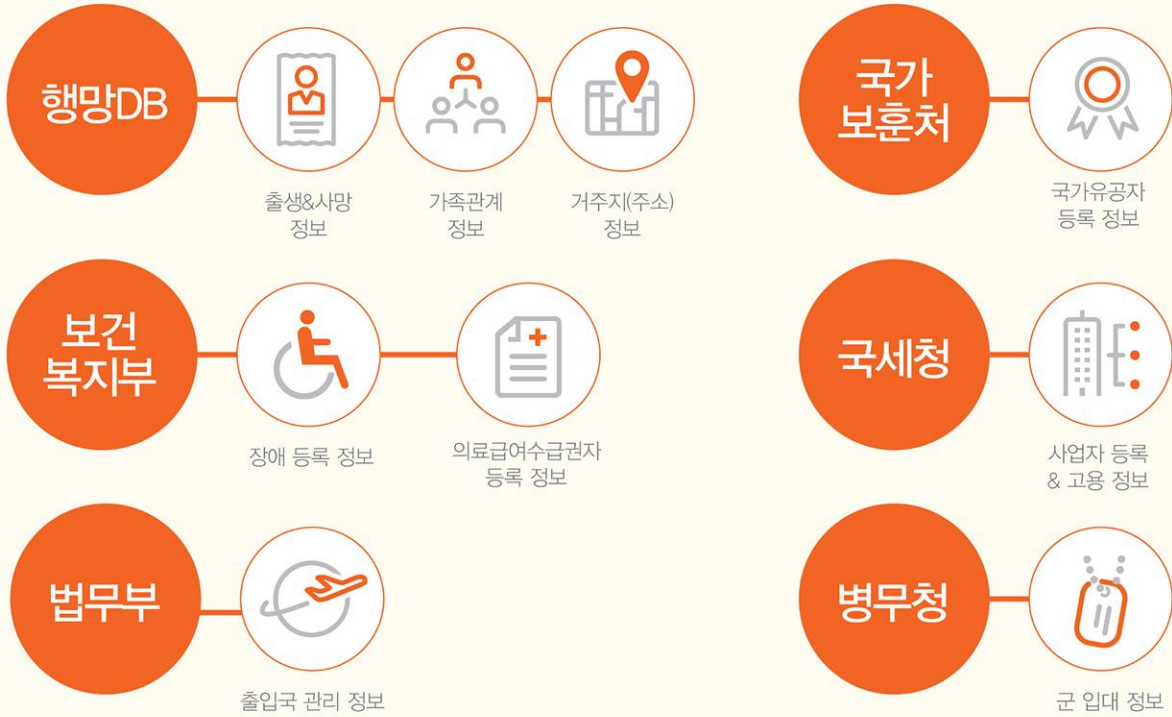 행망DB
출생&사망
정보
가족관계
정보
거주지(주소)
정보
국가
보훈처
국가유공자
등록 정보
보건
복지부
장애 등록 정보
의료급여수급권자
등록 정보
국세청
사업자 등록
& 고용 정보
법무부
출입국 관리 정보
병무청
군 입대 정보